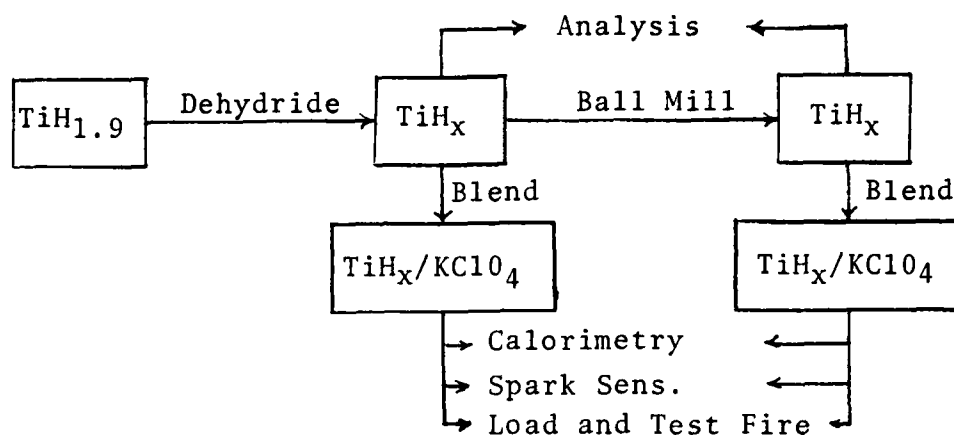 Analysis
TiH1.9
Dehydride
TiHx
Ball Mill
TiHx
Blend
Blend
TiHx/KClO4
TiHx/KClO4
Calorimetry
Spark Sens.
Load and Test Fire